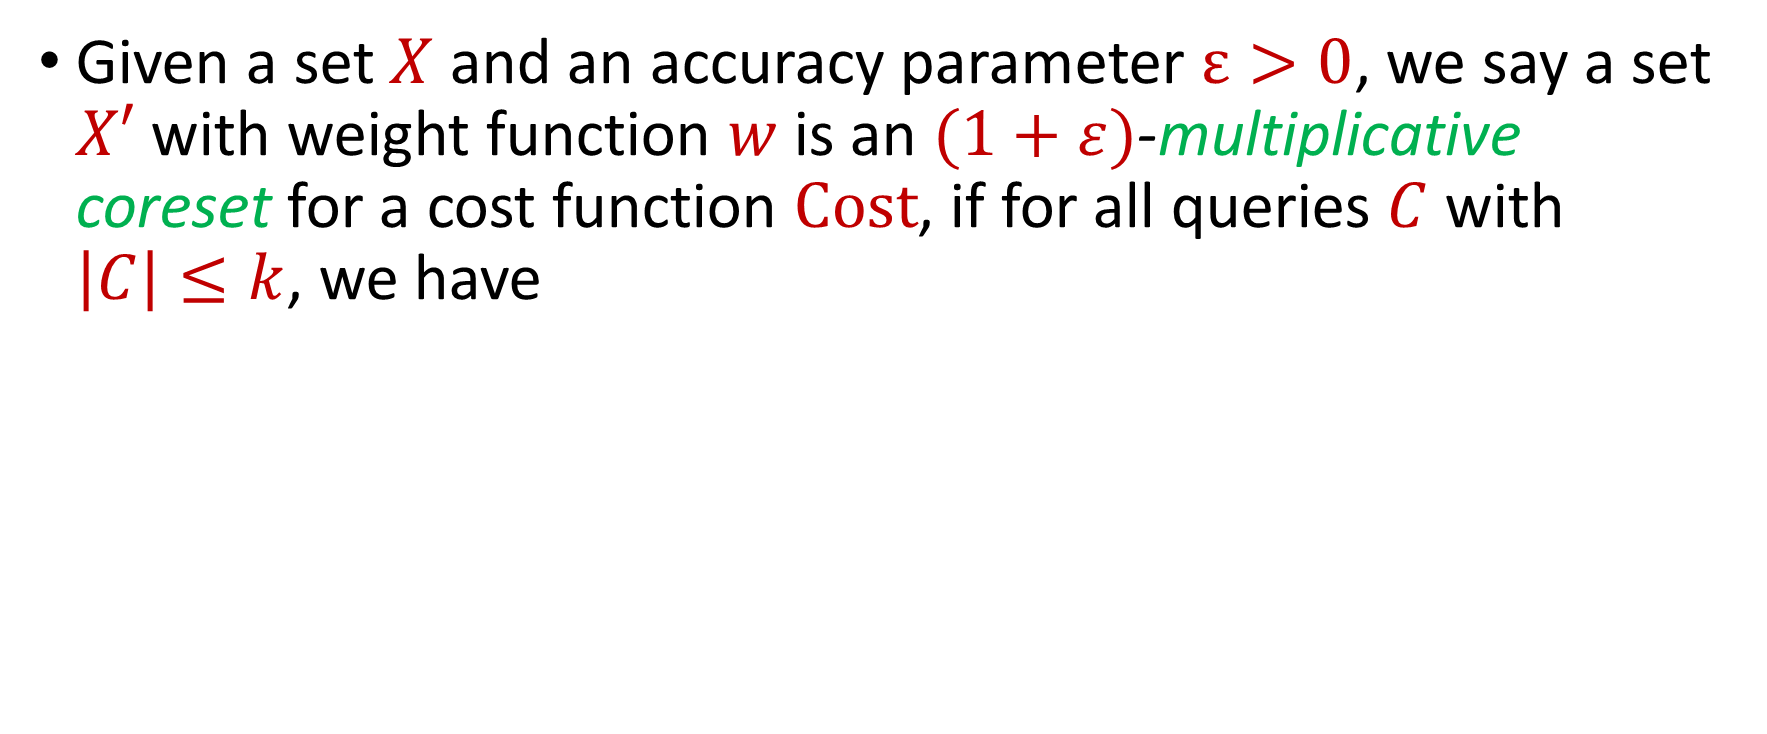 • Given a set X and an accuracy parameter ε > 0, we say a set
X′ with weight function w is an (1 + ε)-multiplicative
coreset for a cost function Cost, if for all queries C with
|C| ≤ k, we have